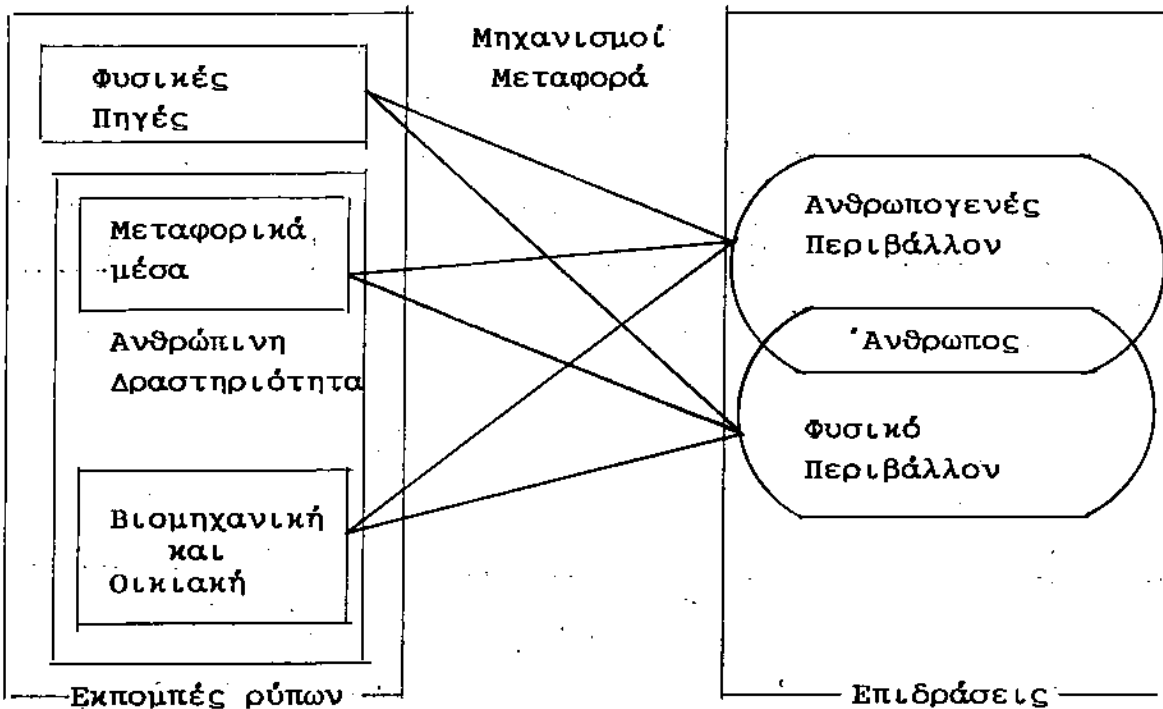 Μηχανισμοί
Μεταφορά
Φυσικές
Πηγές
Μεταφορικά
μέσα
Ανθρώπινη
Δραστηριότητα
Βιομηχανική
και
Οικιακή
Εκπομπές ρύπων
Ανθρωπογενές
Περιβάλλον
Άνθρωπος
Φυσικό
Περιβάλλον
Επιδράσεις